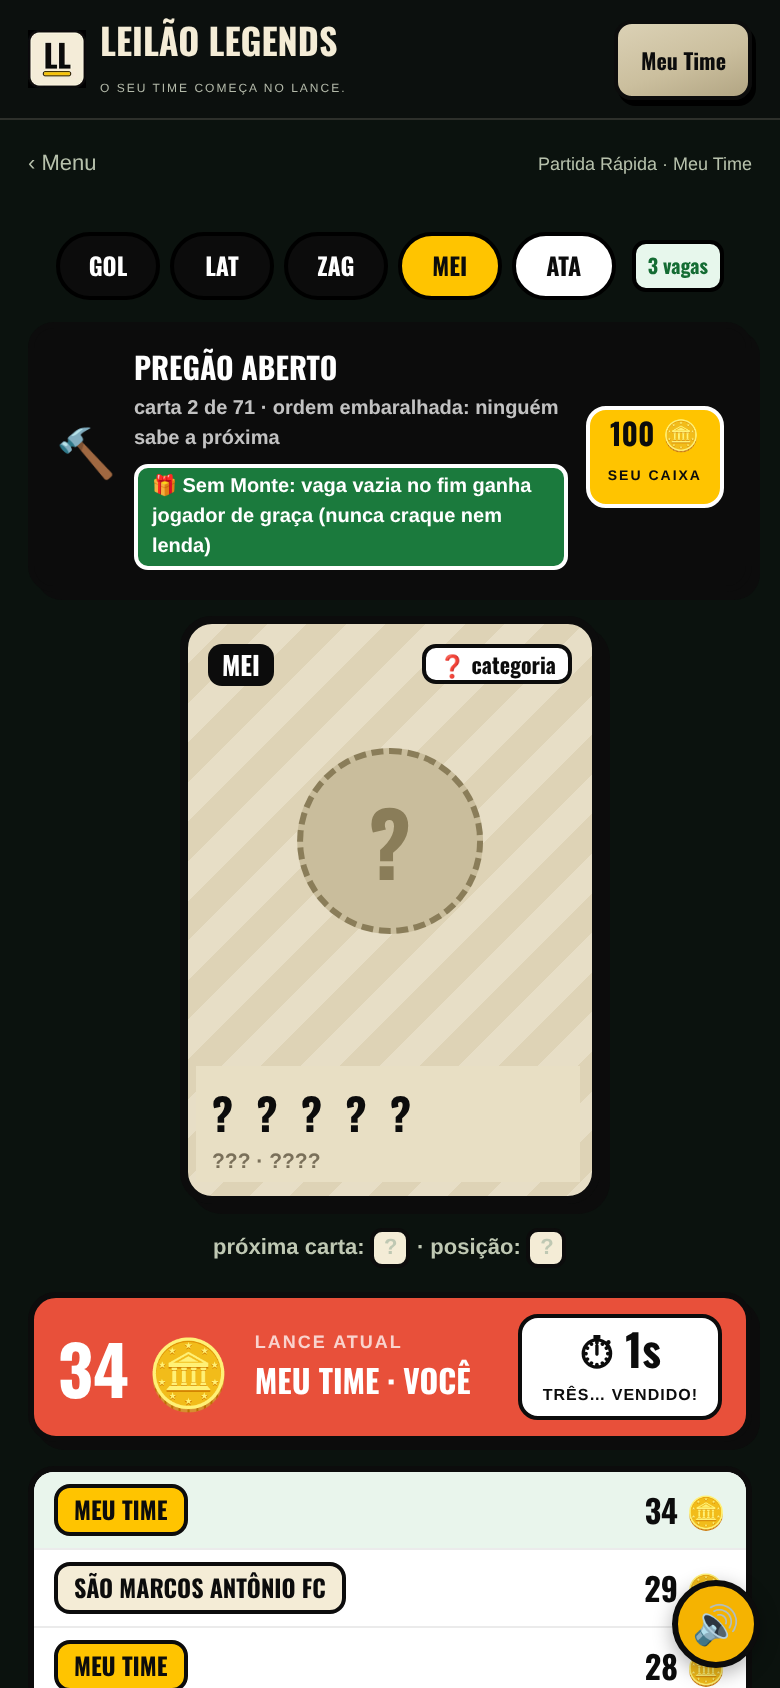 LL
LEILÃO LEGENDS
O SEU TIME COMEÇA NO LANCE.
Meu Time
‹ Menu
Partida Rápida · Meu Time
GOL
LAT
ZAG
MEI
ATA
3 vagas
PREGÃO ABERTO
carta 2 de 71 · ordem embaralhada: ninguém
sabe a próxima
🎁 Sem Monte: vaga vazia no fim ganha
jogador de graça (nunca craque nem
lenda)
100 🪙
SEU CAIXA
MEI
❓ categoria
?
? ? ? ? ?
??? · ????
próxima carta: ? · posição: ?
34 🪙
LANCE ATUAL
MEU TIME · VOCÊ
⏱ 1s
TRÊS... VENDIDO!
MEU TIME
34 🪙
SÃO MARCOS ANTÔNIO FC
29 🪙
MEU TIME
28 🪙